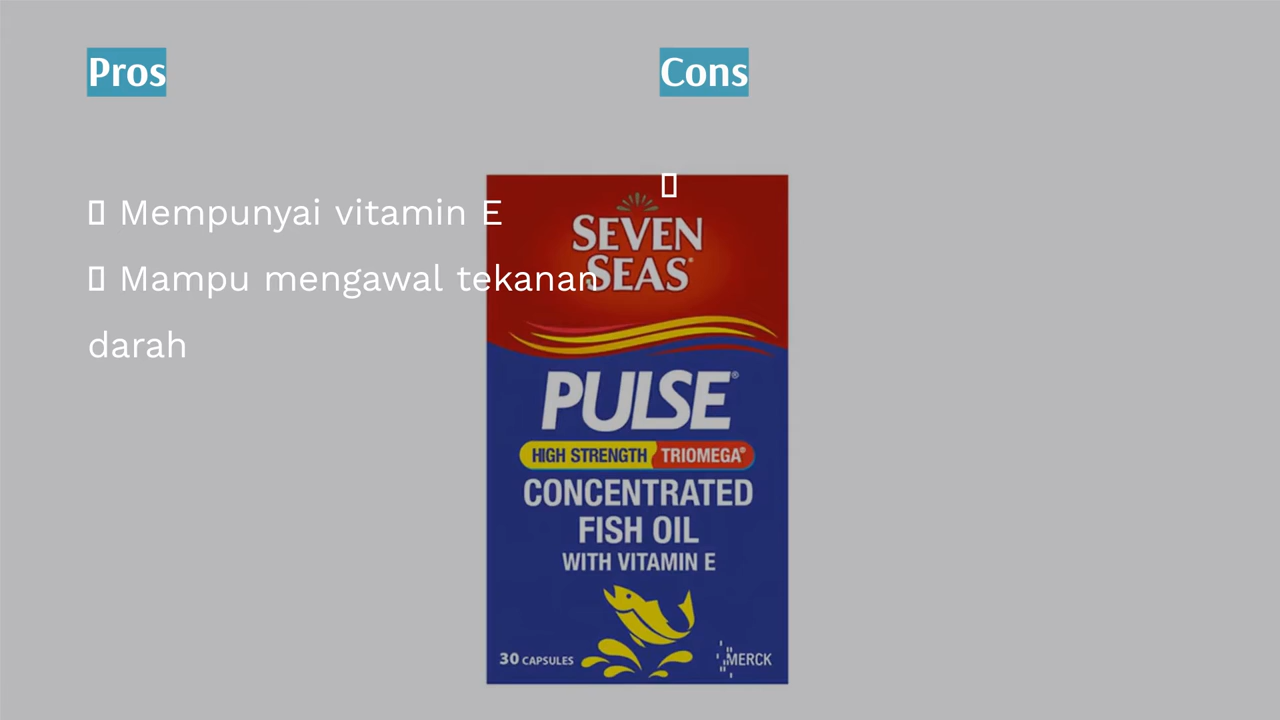 Pros
Cons
▯ Mempunyai vitamin E
▯ Mampu mengawal tekanan
darah
▯
SEVEN
SEAS®
PULSE®
HIGH STRENGTH TRIOMEGA®
CONCENTRATED
FISH OIL
WITH VITAMIN E
30 CAPSULES
MERCK